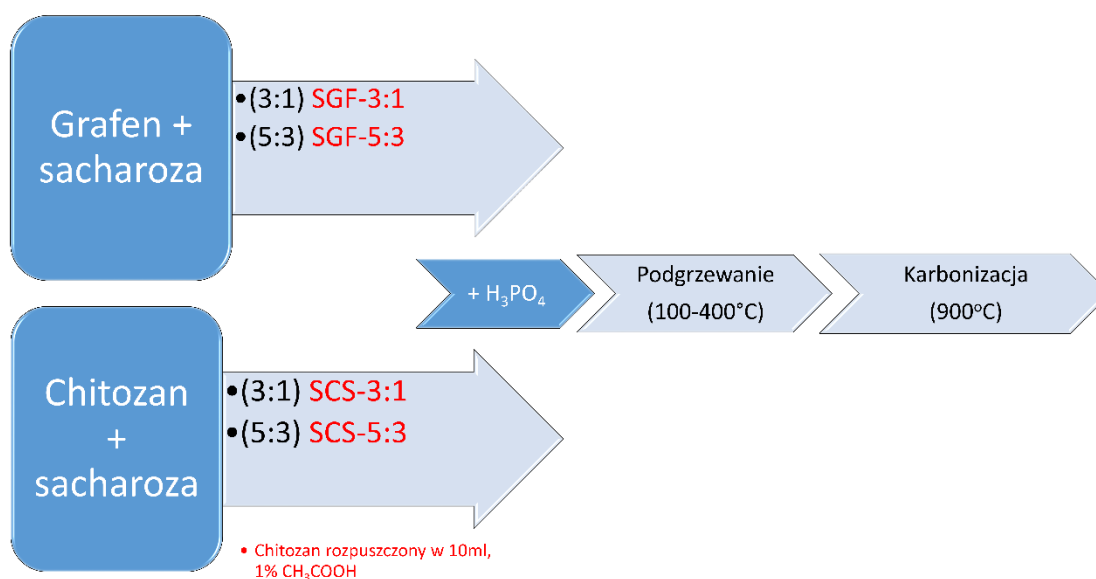 Grafen +
sacharoza
•(3:1) SGF-3:1
•(5:3) SGF-5:3
+ H₃PO₄
Podgrzewanie
(100-400°C)
Karbonizacja
(900ºC)
Chitozan
+
sacharoza
•(3:1) SCS-3:1
•(5:3) SCS-5:3
• Chitozan rozpuszczony w 10ml,
1% CH₃COOH